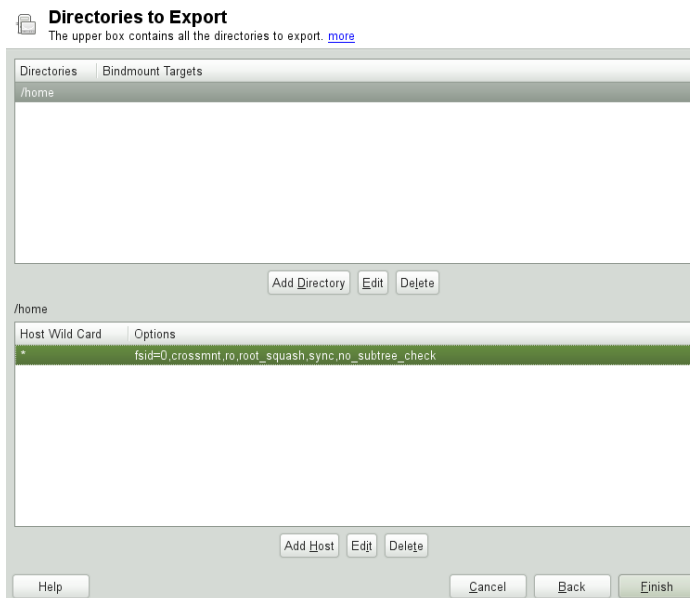 Directories to Export
The upper box contains all the directories to export. more
Directories Bindmount Targets
/home
Add Directory Edit Delete
/home
Host Wild Card Options
* fsid=0,crossmnt,ro,root_squash,sync,no_subtree_check
Add Host Edit Delete
Help Cancel Back Finish